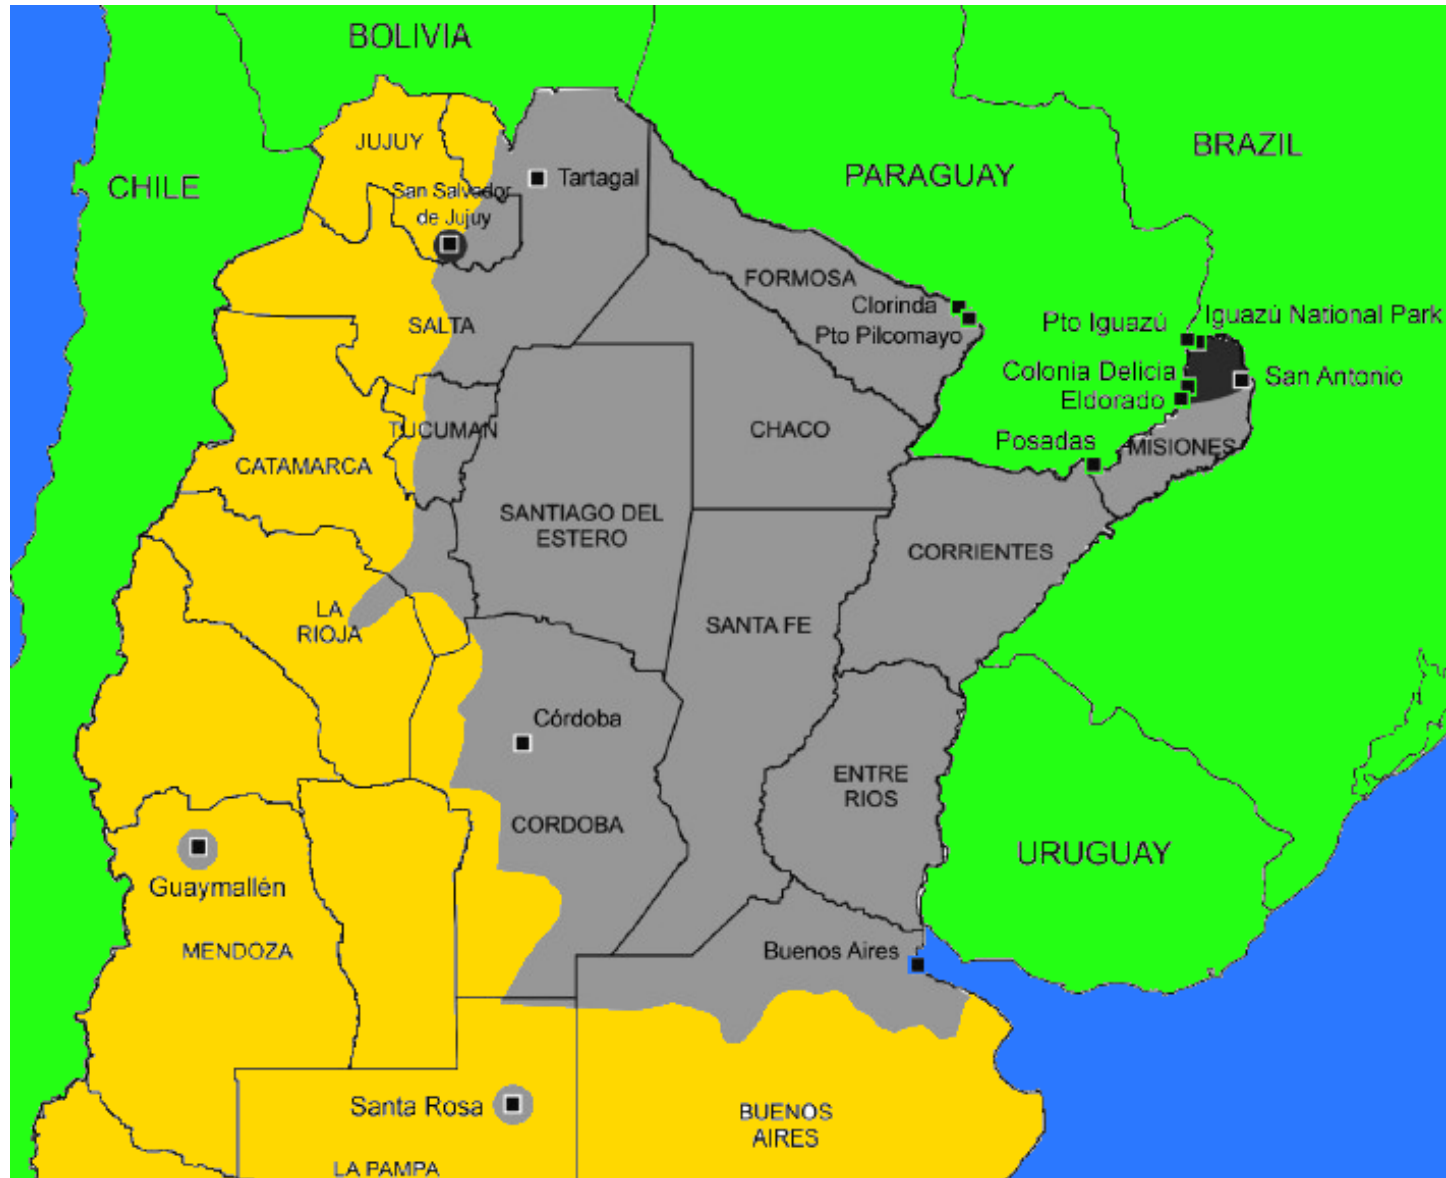 BOLIVIA
JUJUY
BRAZIL
CHILE
PARAGUAY
Tartagal
San Salvador
de Jujuy
FORMOSA
Clorinda
Pto Pilcomayo
Pto Iguazú
Iguazú National Park
SALTA
Colonia Delicia
San Antonio
Eldorado
TUCUMAN
CHACO
Posadas
MISIONES
CATAMARCA
SANTIAGO DEL
ESTERO
CORRIENTES
LA
RIOJA
SANTA FE
Córdoba
ENTRE
RIOS
CORDOBA
URUGUAY
Guaymallén
MENDOZA
Buenos Aires
Santa Rosa
BUENOS
AIRES
LA PAMPA